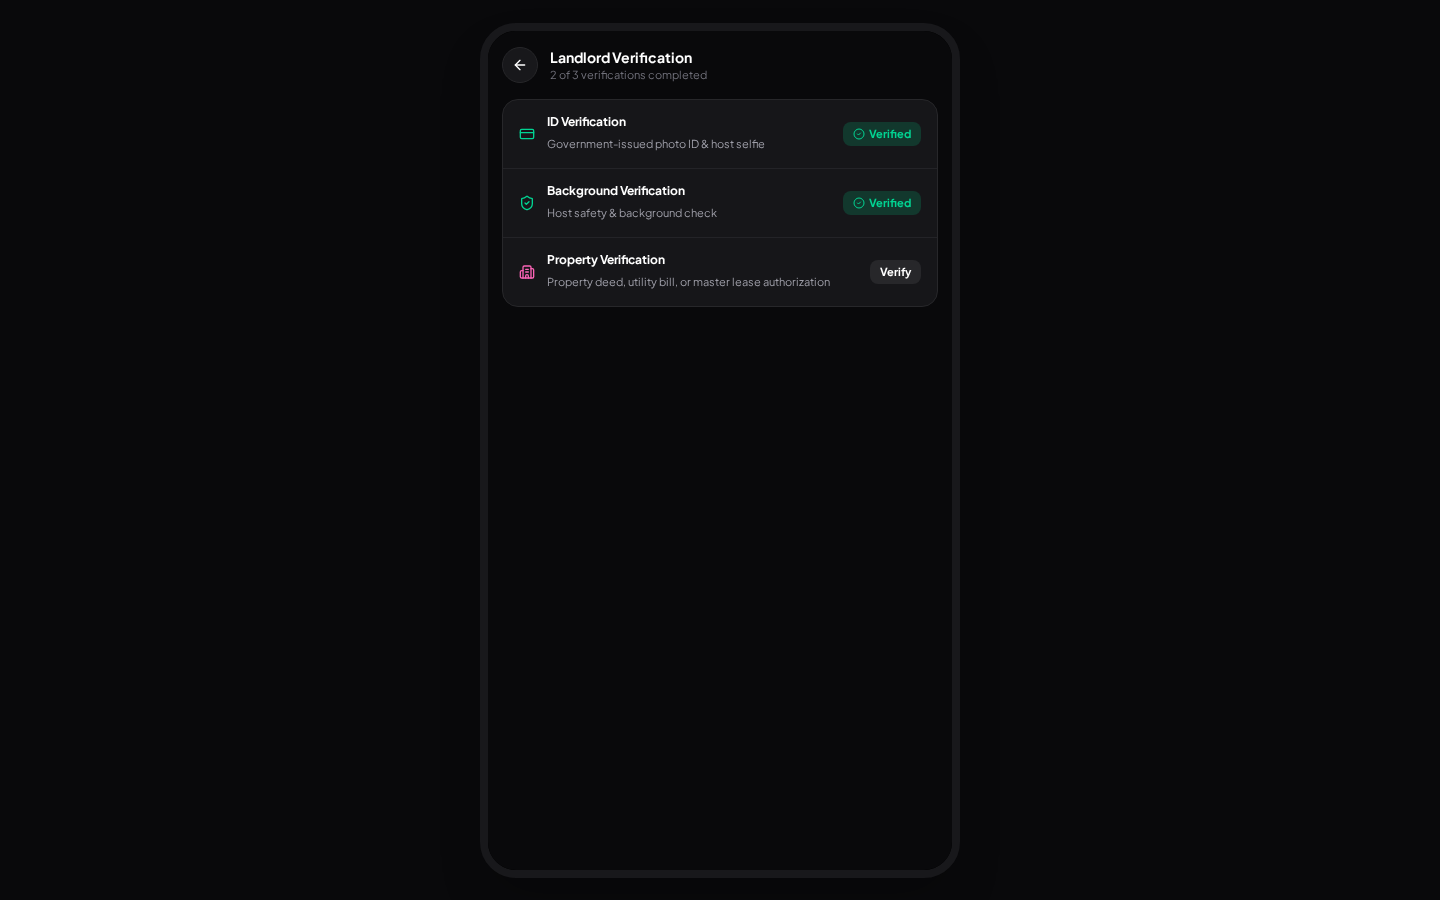 Landlord Verification
2 of 3 verifications completed
ID Verification
Government-issued photo ID & host selfie
Verified
Background Verification
Host safety & background check
Verified
Property Verification
Property deed, utility bill, or master lease authorization
Verify